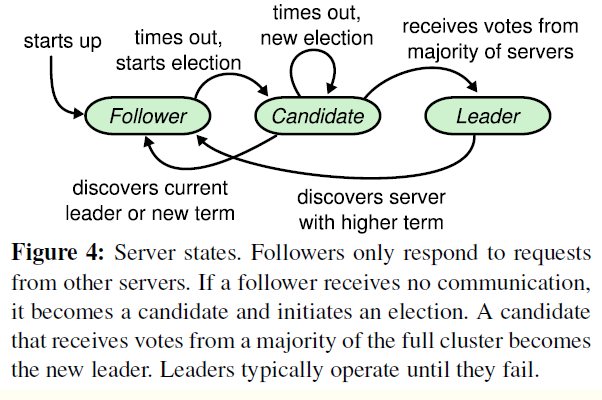 starts up
times out,
starts election
times out,
new election
receives votes from
majority of servers
Follower
Candidate
Leader
discovers current
leader or new term
discovers server
with higher term
Figure 4: Server states. Followers only respond to requests
from other servers. If a follower receives no communication,
it becomes a candidate and initiates an election. A candidate
that receives votes from a majority of the full cluster becomes
the new leader. Leaders typically operate until they fail.